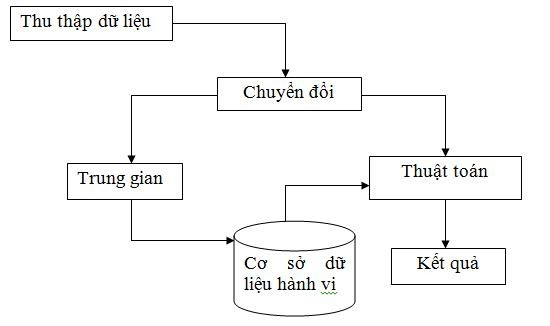 Thu thập dữ liệu
Chuyển đổi
Trung gian
Thuật toán
Cơ sở dữ
liệu hành vi
Kết quả